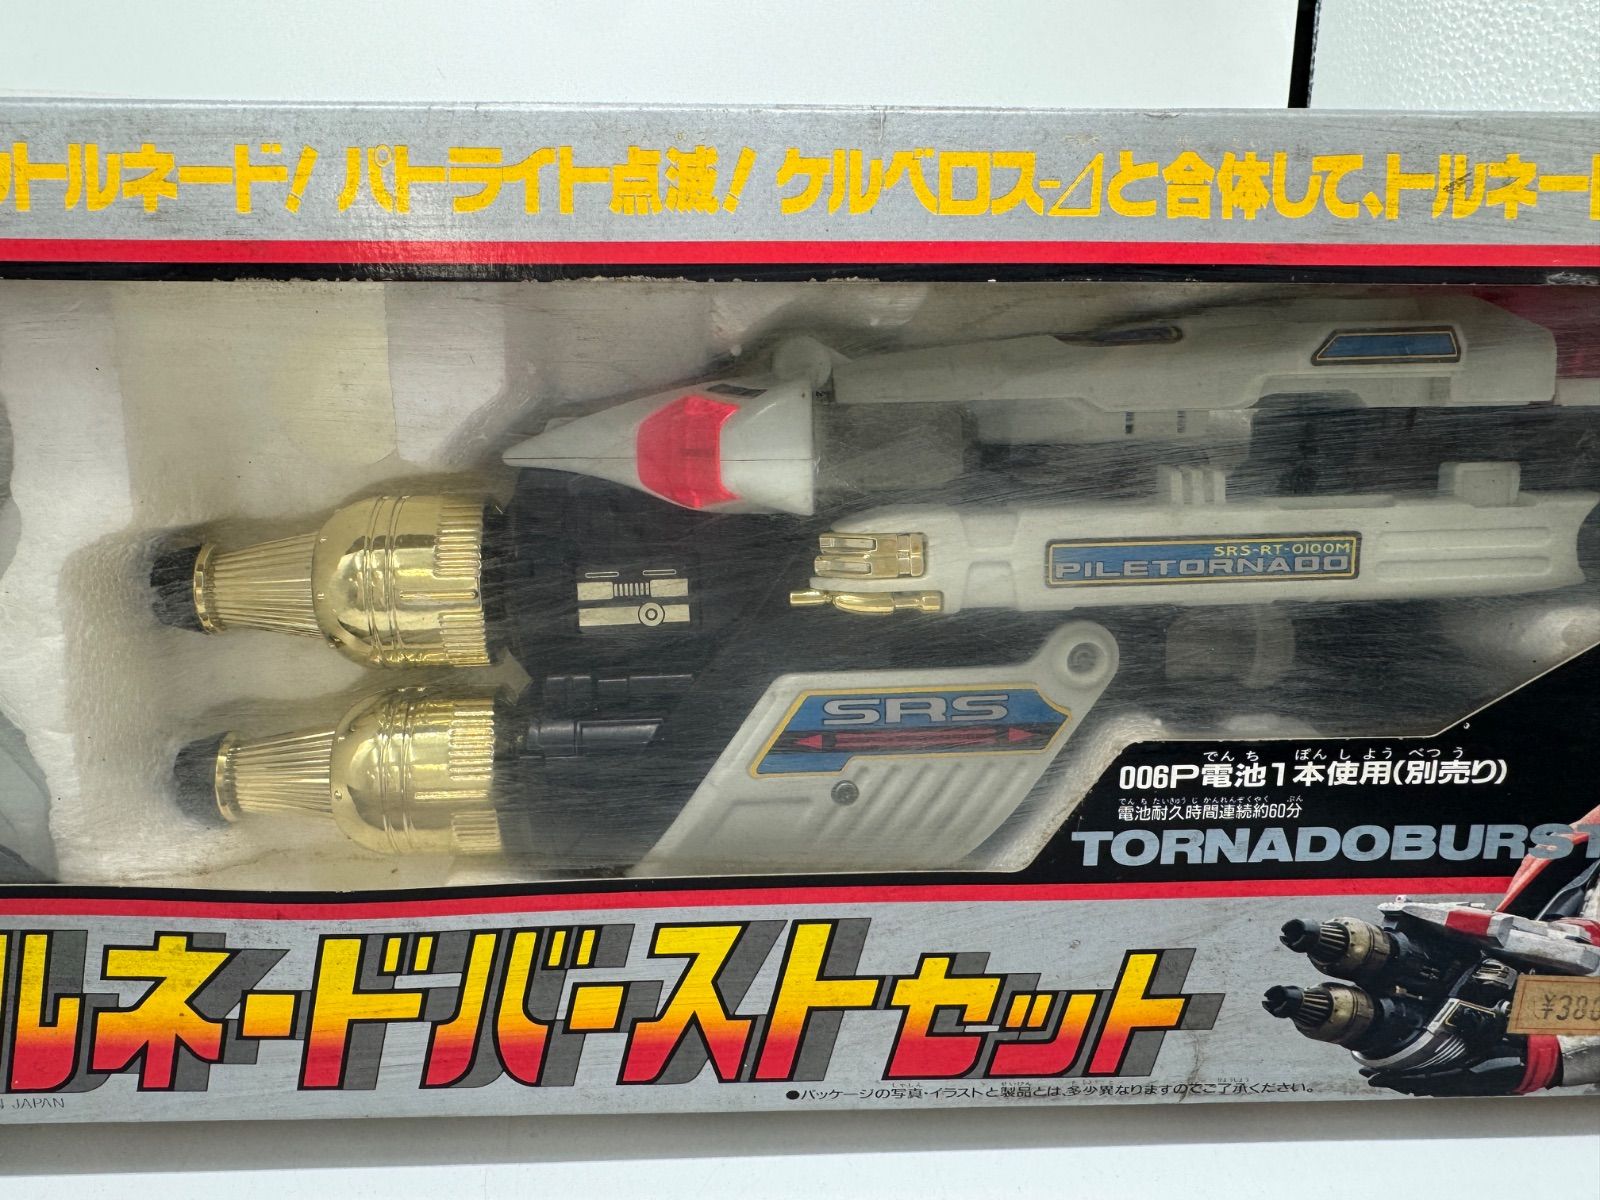 トルネード! パトライト点滅! ケルベロス-⊿と合体して、トルネー
SRS-RT-0100M
PILETORNADO
SRS
でんち ぽんしよう べつう
006P電池1本使用(別売り)
でんちたいきゅうじかんれんぞくやく ぷん
電池耐久時間連続約60分
TORNADOBURST
ルネードバーストセット
¥380
JAPAN
●パッケージの写真・イラストと製品とは、多少異なりますのでご了承ください。